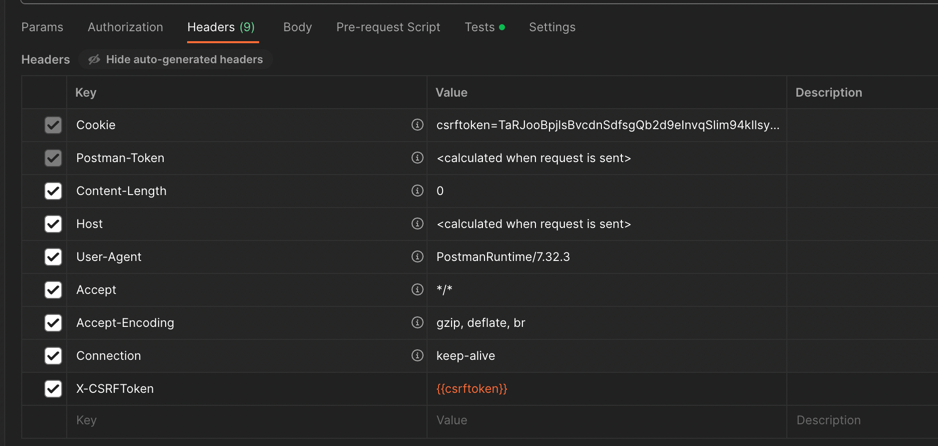 Params Authorization Headers (9) Body Pre-request Script Tests Settings
Headers Hide auto-generated headers
Key Value Description
Cookie csrftoken=TaRJooBpjlsBvcdnSdfsgQb2d9eInvqSlim94kIlsy...
Postman-Token <calculated when request is sent>
Content-Length 0
Host <calculated when request is sent>
User-Agent PostmanRuntime/7.32.3
Accept */*
Accept-Encoding gzip, deflate, br
Connection keep-alive
X-CSRFToken {{csrftoken}}
Key Value Description